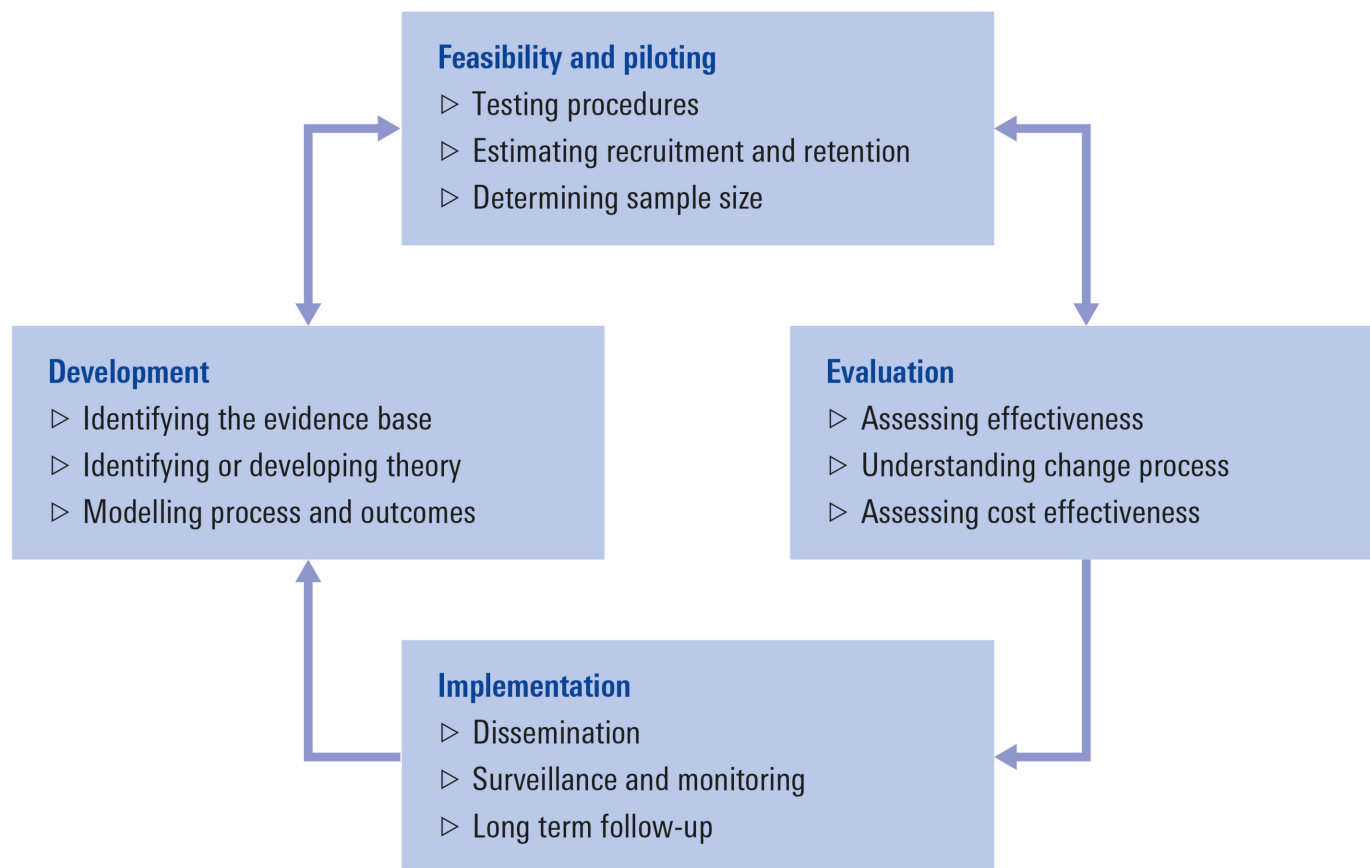 Feasibility and piloting
▷ Testing procedures
▷ Estimating recruitment and retention
▷ Determining sample size
Development
▷ Identifying the evidence base
▷ Identifying or developing theory
▷ Modelling process and outcomes
Evaluation
▷ Assessing effectiveness
▷ Understanding change process
▷ Assessing cost effectiveness
Implementation
▷ Dissemination
▷ Surveillance and monitoring
▷ Long term follow-up